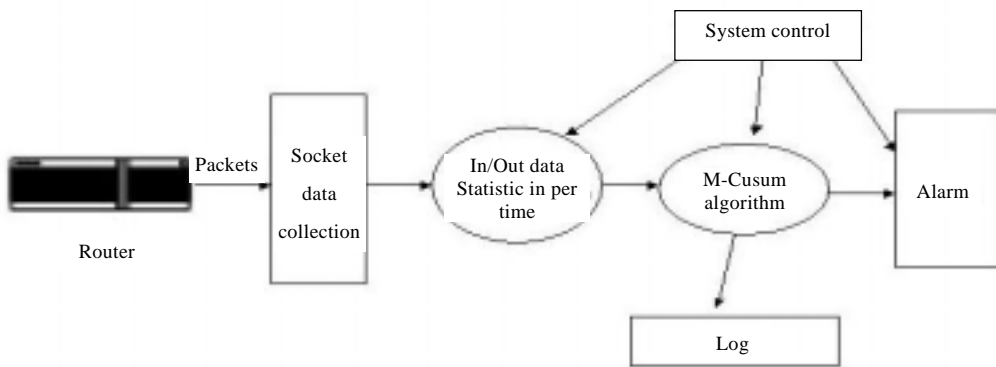 System control
Packets
Socket
data
collection
In/Out data
Statistic in per
time
M-Cusum
algorithm
Alarm
Router
Log